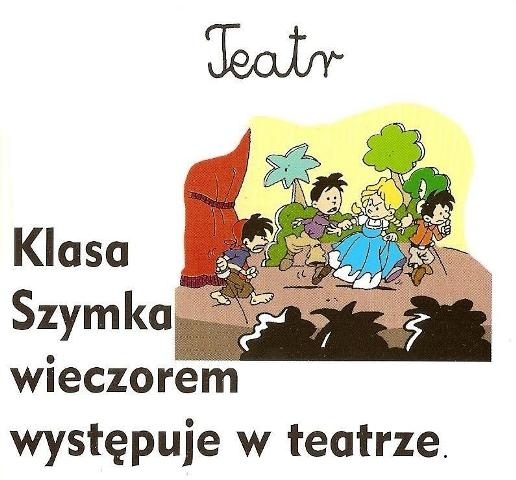 Teatr
Klasa
Szymka
wieczorem
występuje w teatrze.